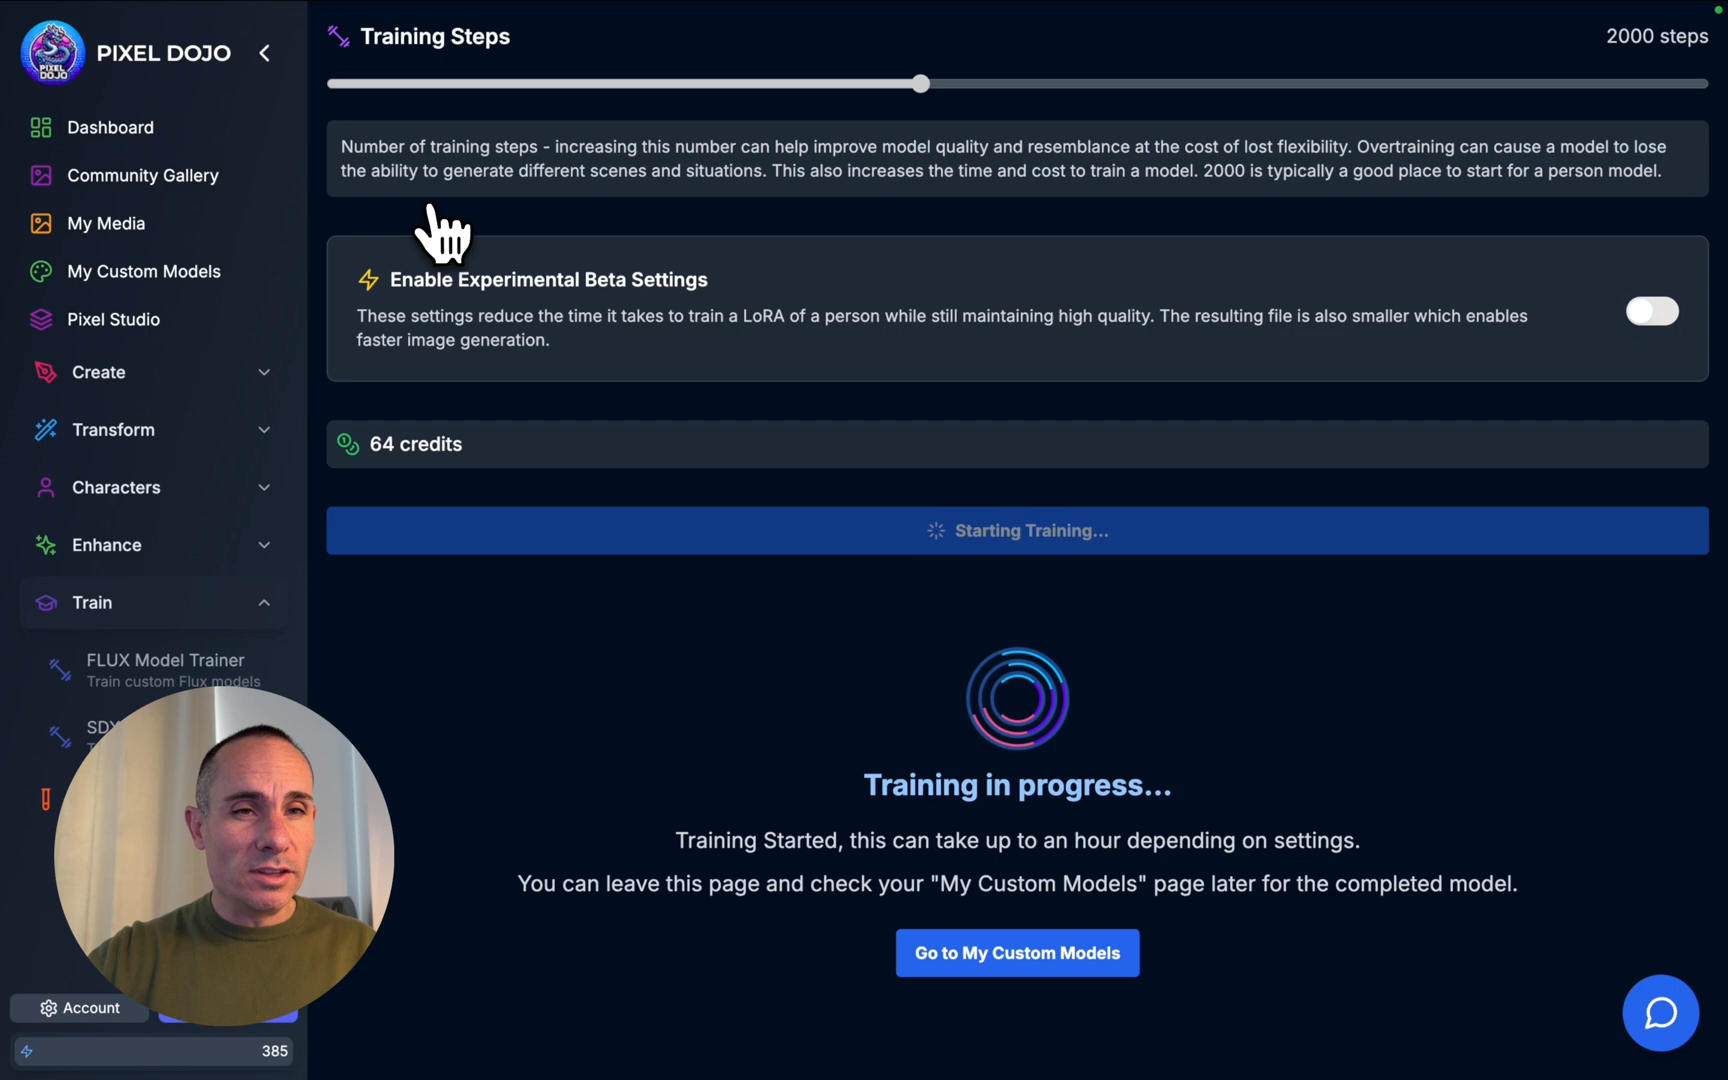 PIXEL DOJO
PIXEL
DOJO
Dashboard
Community Gallery
My Media
My Custom Models
Pixel Studio
Create
Transform
Characters
Enhance
Train
FLUX Model Trainer
Train custom Flux models
Account
385
Training Steps
2000 steps
Number of training steps - increasing this number can help improve model quality and resemblance at the cost of lost flexibility. Overtraining can cause a model to lose
the ability to generate different scenes and situations. This also increases the time and cost to train a model. 2000 is typically a good place to start for a person model.
Enable Experimental Beta Settings
These settings reduce the time it takes to train a LoRA of a person while still maintaining high quality. The resulting file is also smaller which enables
faster image generation.
64 credits
Starting Training...
Training in progress...
Training Started, this can take up to an hour depending on settings.
You can leave this page and check your "My Custom Models" page later for the completed model.
Go to My Custom Models